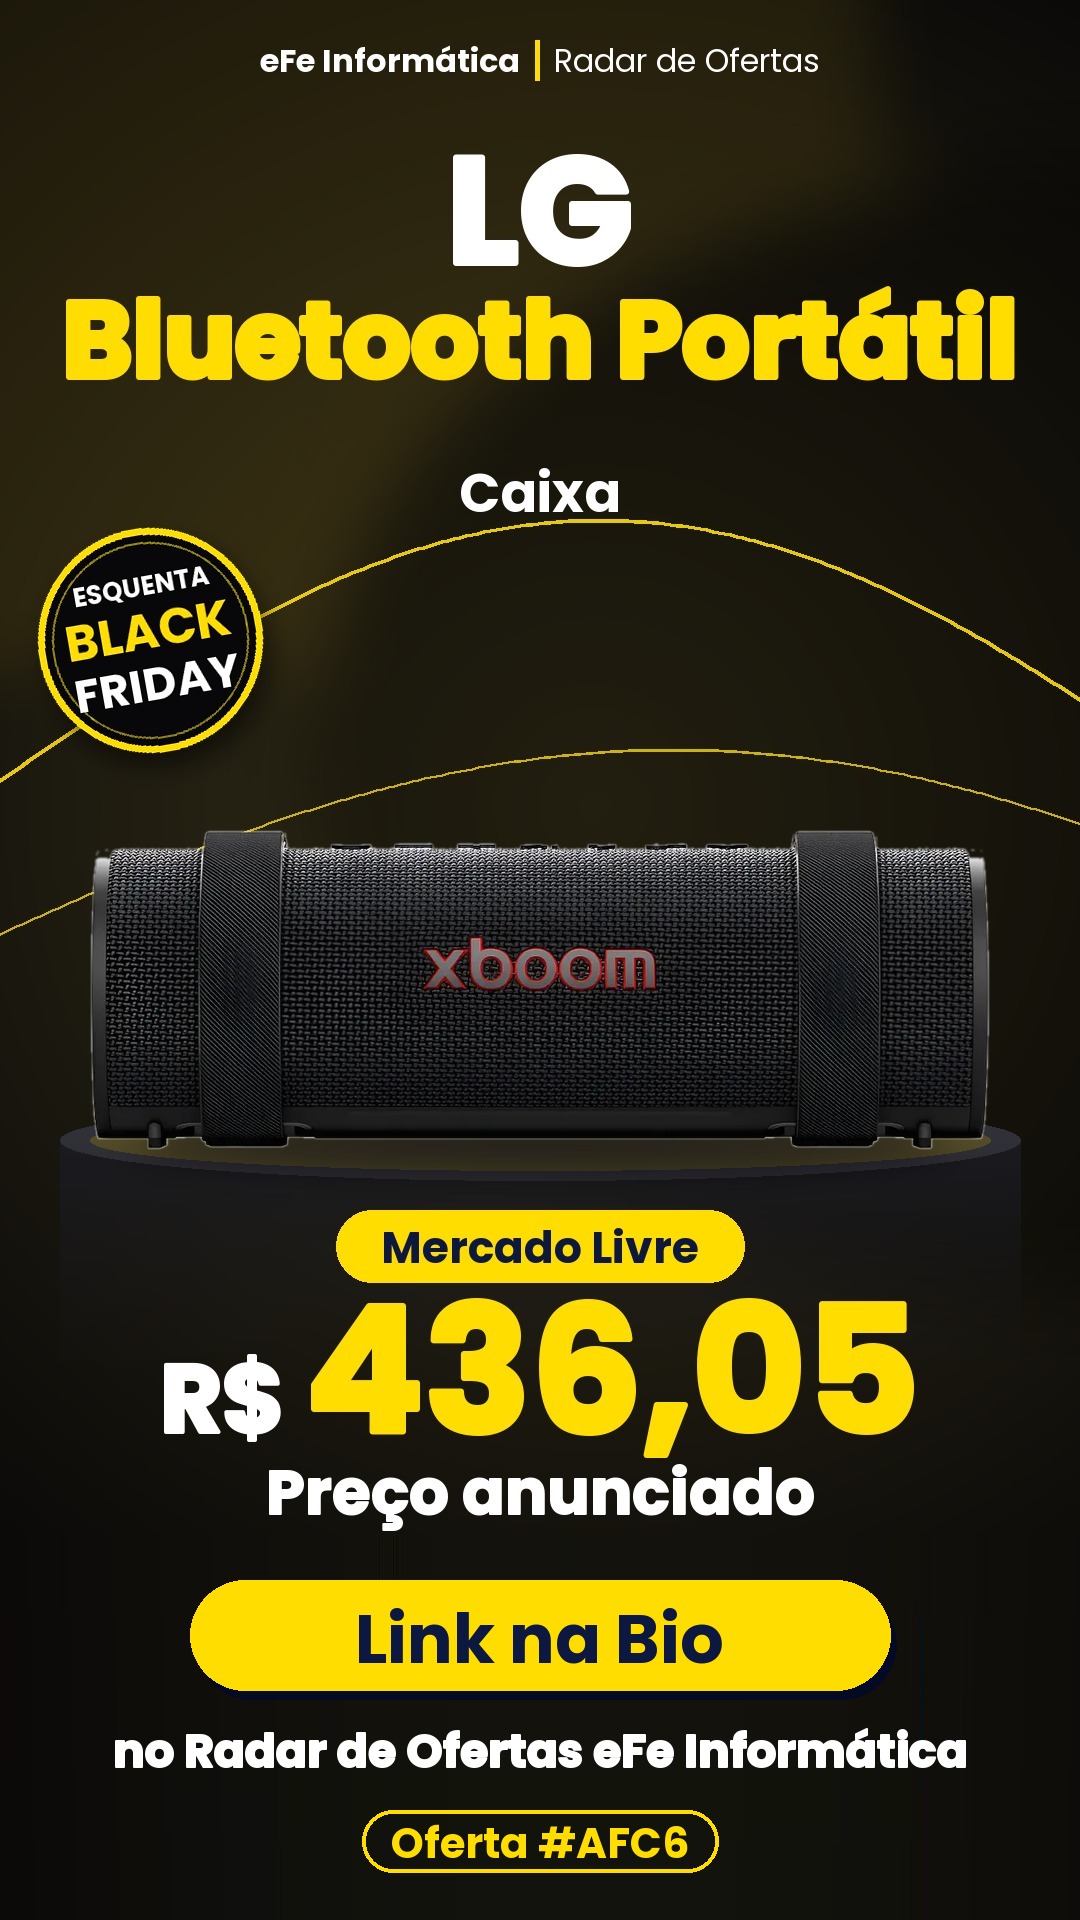 eFe Informática | Radar de Ofertas
LG
Bluetooth Portátil
Caixa
ESQUENTA
BLACK
FRIDAY
xboom
Mercado Livre
R$ 436,05
Preço anunciado
Link na Bio
no Radar de Ofertas eFe Informática
Oferta #AFC6